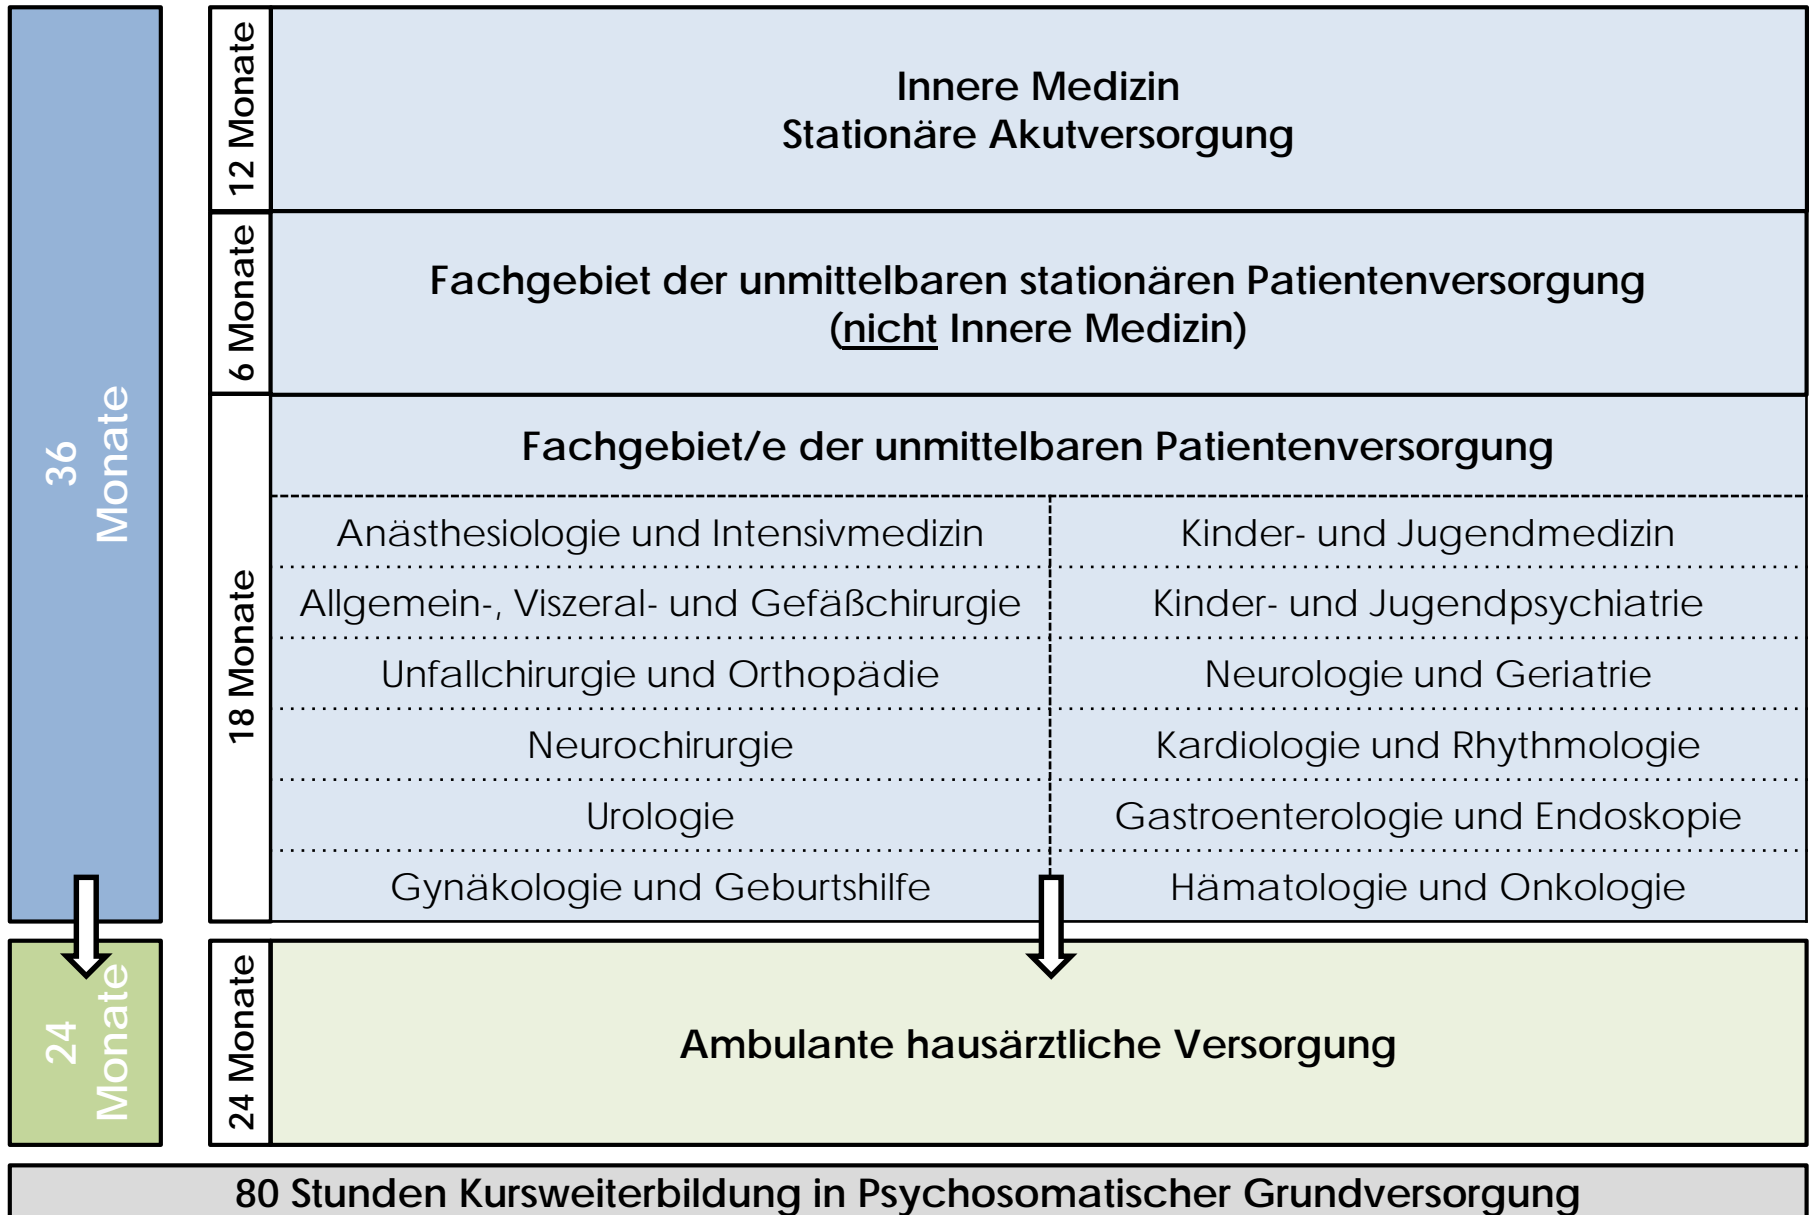 36
Monate
12 Monate
Innere Medizin
Stationäre Akutversorgung
6 Monate
Fachgebiet der unmittelbaren stationären Patientenversorgung
(nicht Innere Medizin)
18 Monate
Fachgebiet/e der unmittelbaren Patientenversorgung
Anästhesiologie und Intensivmedizin
Kinder- und Jugendmedizin
Allgemein-, Viszeral- und Gefäßchirurgie
Kinder- und Jugendpsychiatrie
Unfallchirurgie und Orthopädie
Neurologie und Geriatrie
Neurochirurgie
Kardiologie und Rhythmologie
Urologie
Gastroenterologie und Endoskopie
Gynäkologie und Geburtshilfe
Hämatologie und Onkologie
24
Monate
24 Monate
Ambulante hausärztliche Versorgung
80 Stunden Kursweiterbildung in Psychosomatischer Grundversorgung